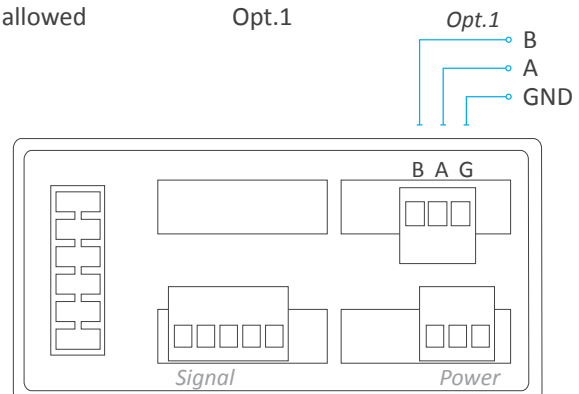 allowed Opt.1 Opt.1
B
A
GND
B A G
Signal Power